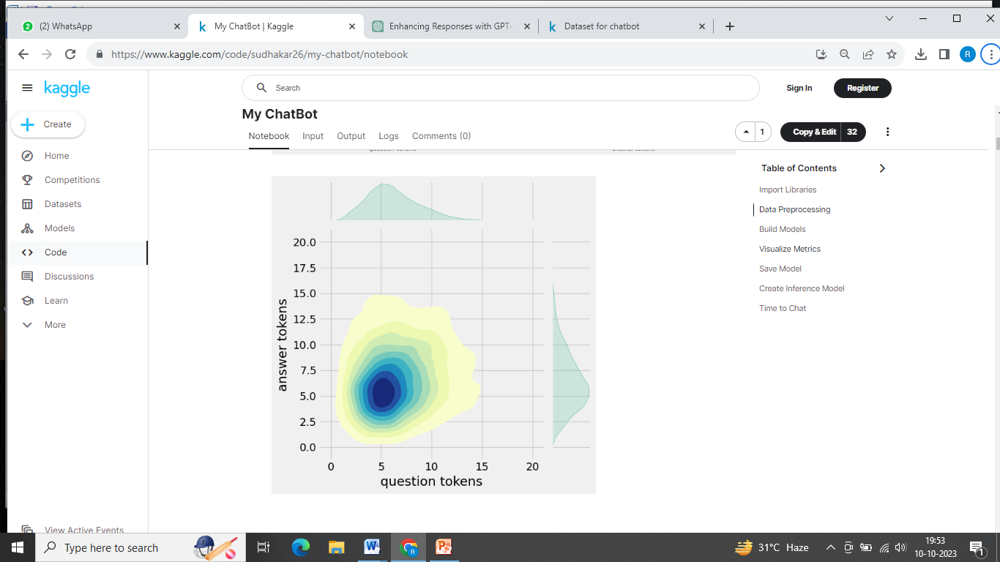 (2) WhatsApp
My ChatBot | Kaggle
Enhancing Responses with GPT-
Dataset for chatbot
https://www.kaggle.com/code/sudhakar26/my-chatbot/notebook
R
kaggle
Search
Sign In
Register
Create
My ChatBot
Notebook Input Output Logs Comments (0)
1
Copy & Edit 32
Home
Competitions
Datasets
Models
Code
Discussions
Learn
More
View Active Events
question tokens answer tokens
20.0
17.5
15.0
12.5
10.0
7.5
5.0
2.5
0.0
answer tokens
0 5 10 15 20
question tokens
Table of Contents
Import Libraries
Data Preprocessing
Build Models
Visualize Metrics
Save Model
Create Inference Model
Time to Chat
Type here to search
31°C Haze
19:53
10-10-2023
1